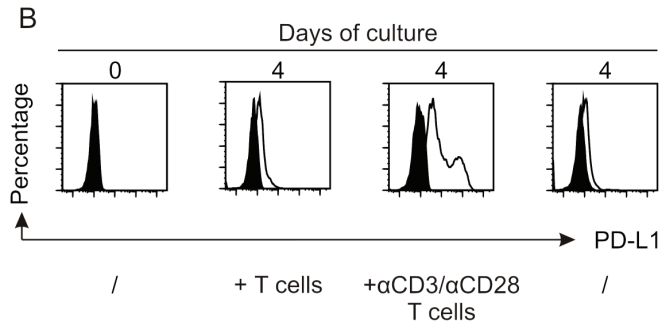 B
Days of culture
0 4 4 4
Percentage
PD-L1
/ + T cells +αCD3/αCD28 /
T cells